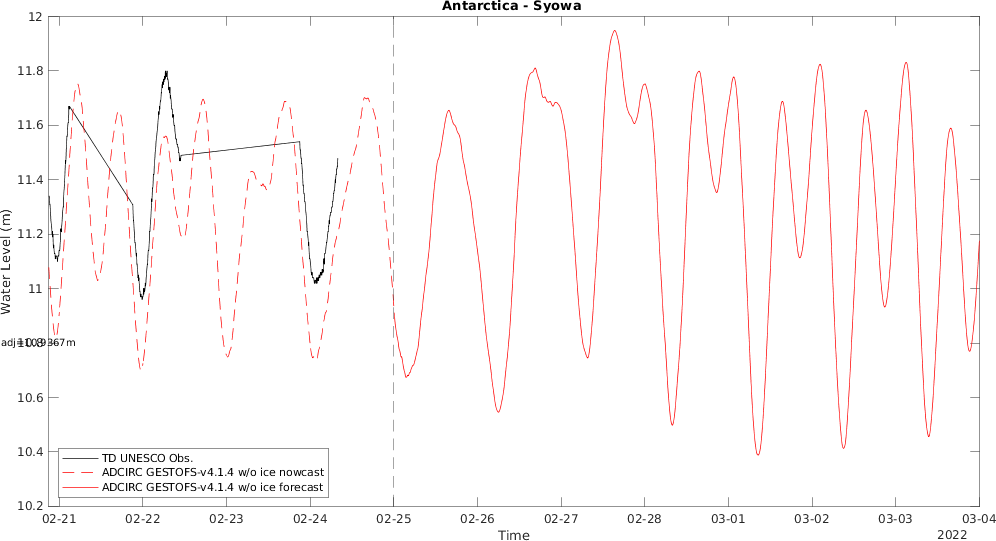 Antarctica - Syowa
12
11.8
11.6
11.4
11.2
11
10.6
10.4
10.2
Water Level (m)
TD UNESCO Obs.
ADCIRC GESTOFS-v4.1.4 w/o ice nowcast
ADCIRC GESTOFS-v4.1.4 w/o ice forecast
02-21 02-22 02-23 02-24 02-25 02-26 02-27 02-28 03-01 03-02 03-03 03-04
Time
2022